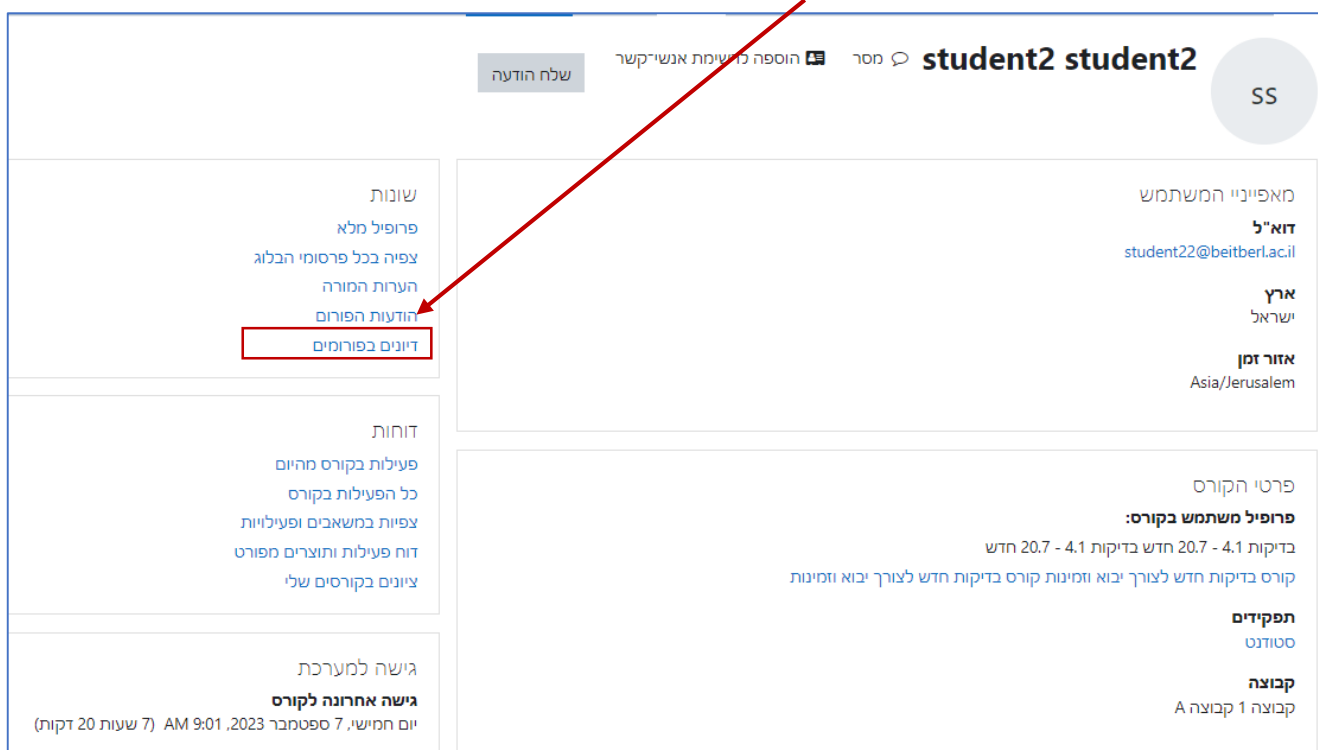 student2 student2
מסר
הוספה לרשימת אנשי־קשר
שלח הודעה
SS
מאפייניי המשתמש
דוא"ל
student22@beitberl.ac.il
ארץ
ישראל
אזור זמן
Asia/Jerusalem
פרטי הקורס
פרופיל משתמש בקורס:
בדיקות 4.1 - 20.7 חדש בדיקות 4.1 - 20.7 חדש
קורס בדיקות חדש לצורך יבוא וזמינות קורס בדיקות חדש לצורך יבוא וזמינות
תפקידים
סטודנט
קבוצה
קבוצה 1 קבוצה A
שונות
פרופיל מלא
צפיה בכל פרסומי הבלוג
הערות המורה
הודעות הפורום
דיונים בפורומים
דוחות
פעילות בקורס מהיום
כל הפעילות בקורס
צפיות במשאבים ופעילויות
דוח פעילות ותוצרים מפורט
ציונים בקורסים שלי
גישה למערכת
גישה אחרונה לקורס
יום חמישי, 7 ספטמבר 2023, 9:01 AM (7 שעות 20 דקות)